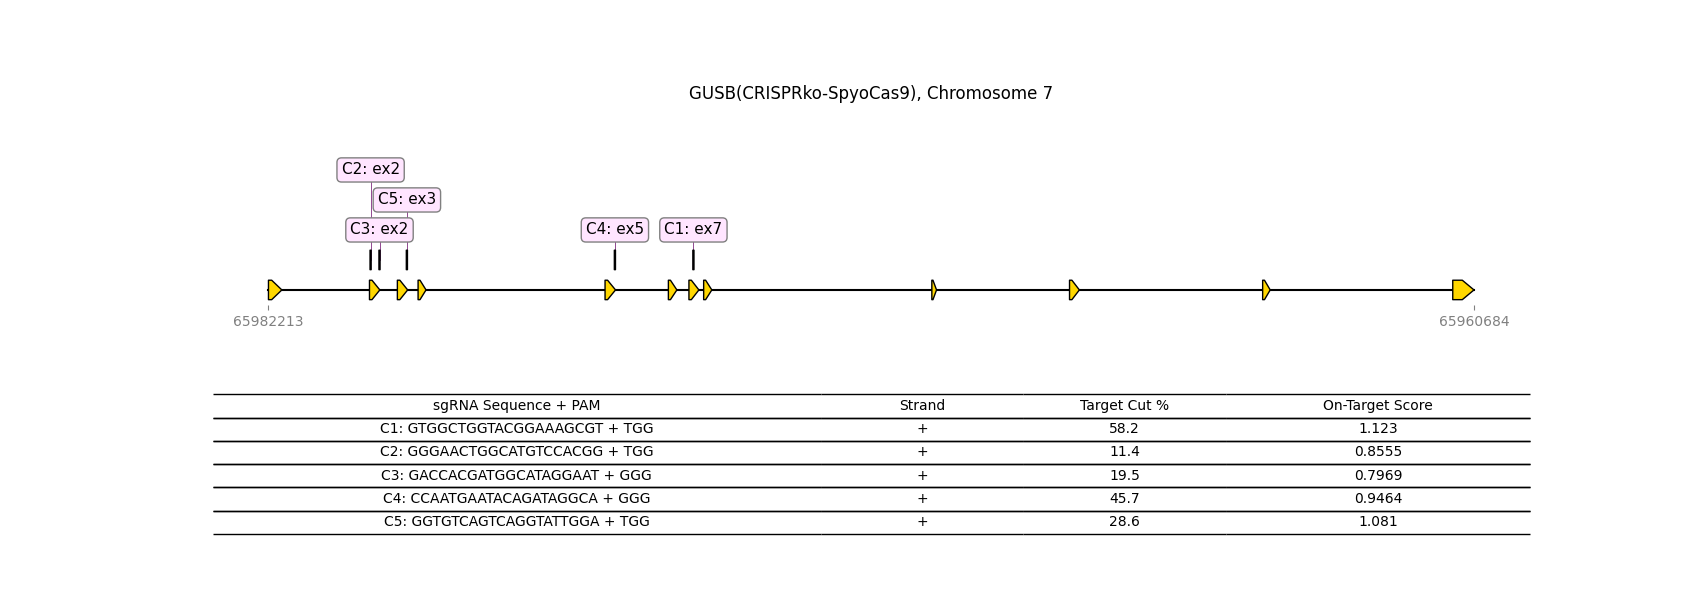 GUSB(CRISPRko-SpyoCas9), Chromosome 7
C2: ex2
C5: ex3
C3: ex2 C4: ex5 C1: ex7
65982213 65960684
sgRNA Sequence + PAM Strand Target Cut % On-Target Score
C1: GTGGCTGGTACGGAAAGCGT + TGG + 58.2 1.123
C2: GGGAACTGGCATGTCCACGG + TGG + 11.4 0.8555
C3: GACCACGATGGCATAGGAAT + GGG + 19.5 0.7969
C4: CCAATGAATACAGATAGGCA + GGG + 45.7 0.9464
C5: GGTGTCAGTCAGGTATTGGA + TGG + 28.6 1.081